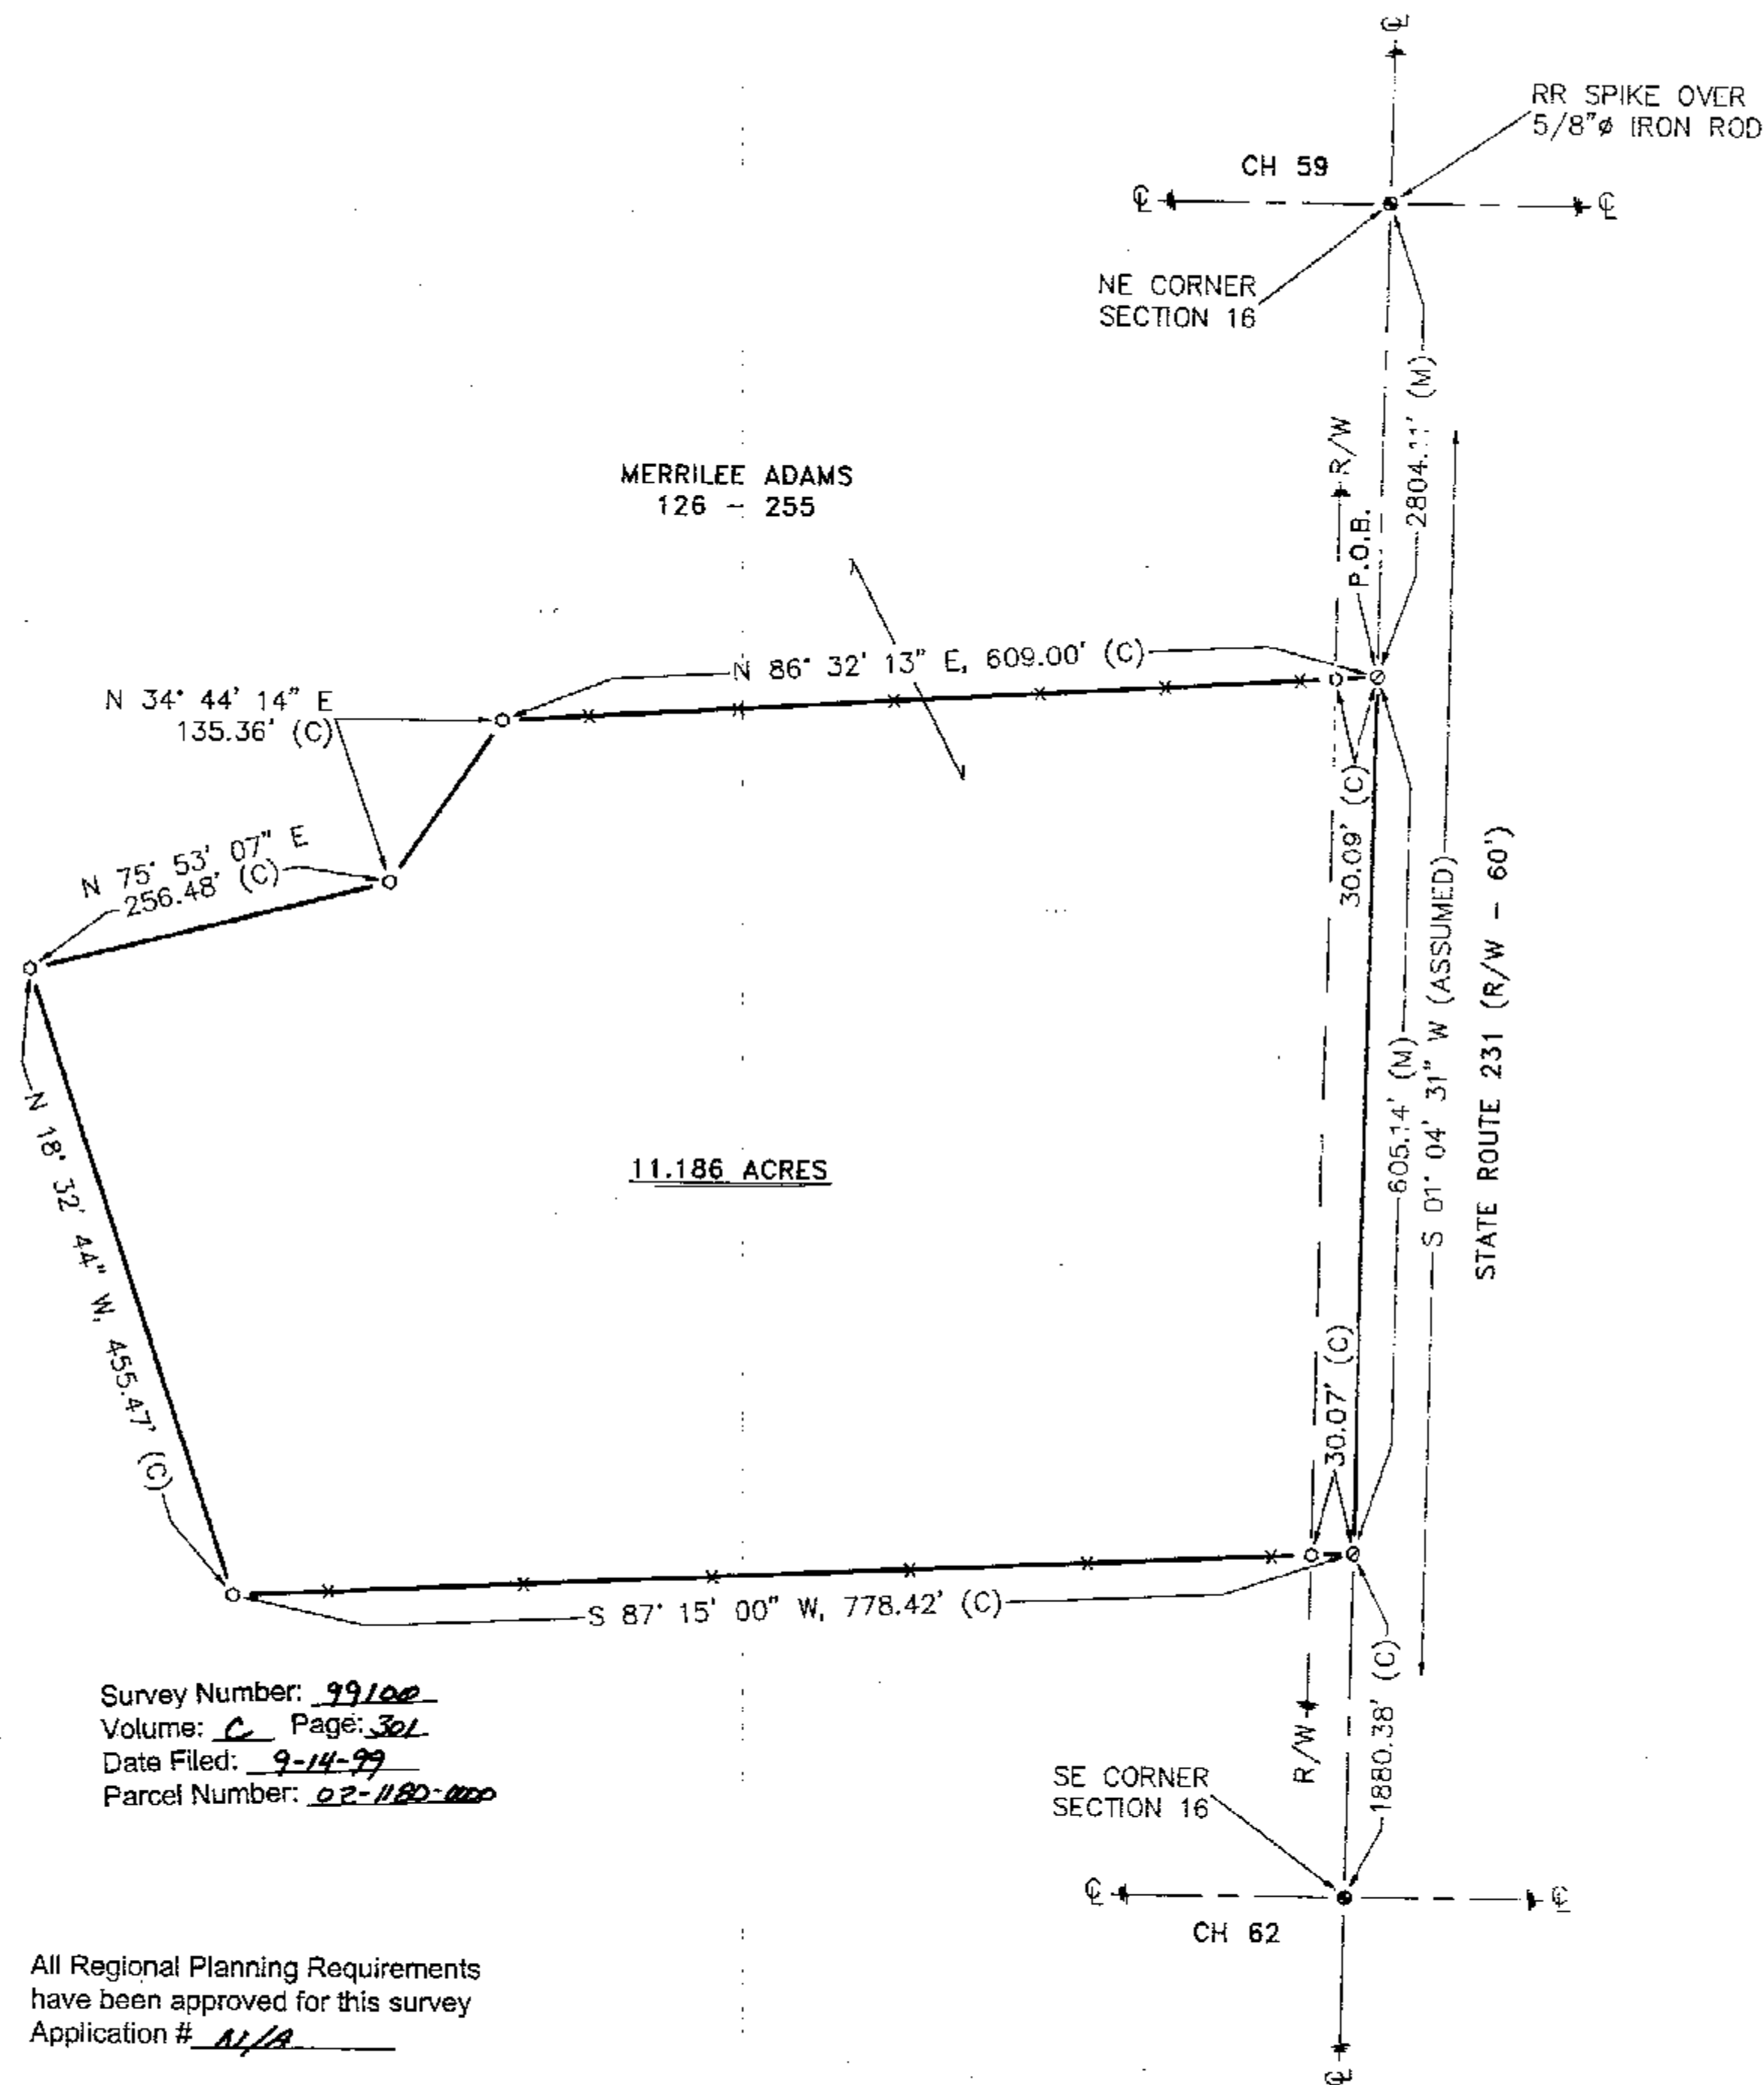 ℄
RR SPIKE OVER
5/8"ø IRON ROD
CH 59
℄
℄
NE CORNER
SECTION 16
2804.11' (M)
R/W
P.O.B.
MERRILEE ADAMS
126 - 255
N 86° 32' 13" E, 609.00' (C)
N 34° 44' 14" E
135.36' (C)
30.09' (C)
N 75° 53' 07" E
256.48' (C)
605.14' (M)
S 01° 04' 31" W (ASSUMED)
STATE ROUTE 231 (R/W - 60')
N 18° 32' 44" W, 455.47' (C)
11.186 ACRES
30.07' (C)
S 87° 15' 00" W, 778.42' (C)
1880.38' (C)
R/W
Survey Number: 99100
Volume: C Page: 301
Date Filed: 9-14-99
Parcel Number: 02-1180-000
SE CORNER
SECTION 16
℄
℄
CH 62
All Regional Planning Requirements
have been approved for this survey
Application # N/A
℄